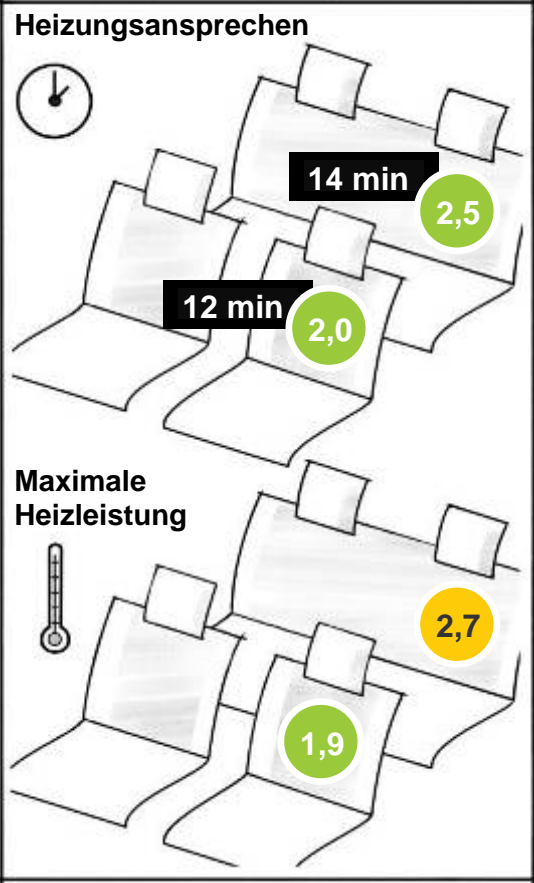 Heizungsansprechen
14 min
2,5
12 min
2,0
Maximale
Heizleistung
2,7
1,9